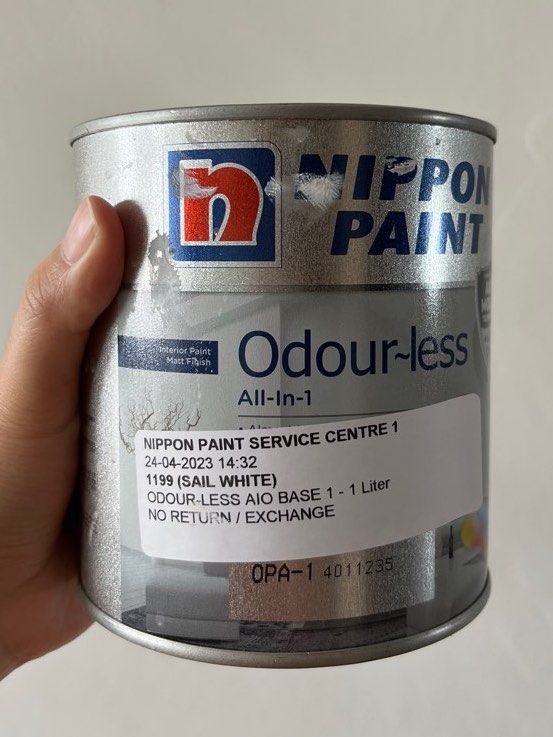 n
NIPPON
PAINT
Interior Paint
Matt Finish
Odour~less
All-In-1
NIPPON PAINT SERVICE CENTRE 1
24-04-2023 14:32
1199 (SAIL WHITE)
ODOUR-LESS AIO BASE 1 - 1 Liter
NO RETURN / EXCHANGE
OPA-1 4011235